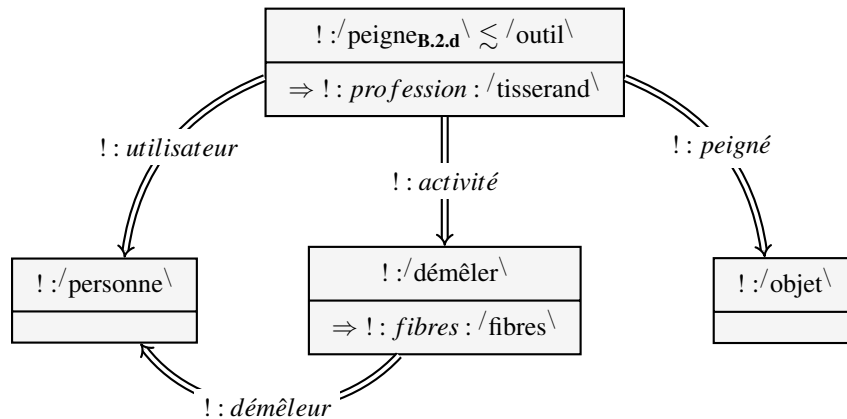 ! :/peigneB.2.d\ ≲ /outil\
⇒ ! : profession : /tisserand\
! : utilisateur
! : peigné
! : activité
! :/personne\
! :/démêler\
! :/objet\
⇒ ! : fibres : /fibres\
! : démêleur